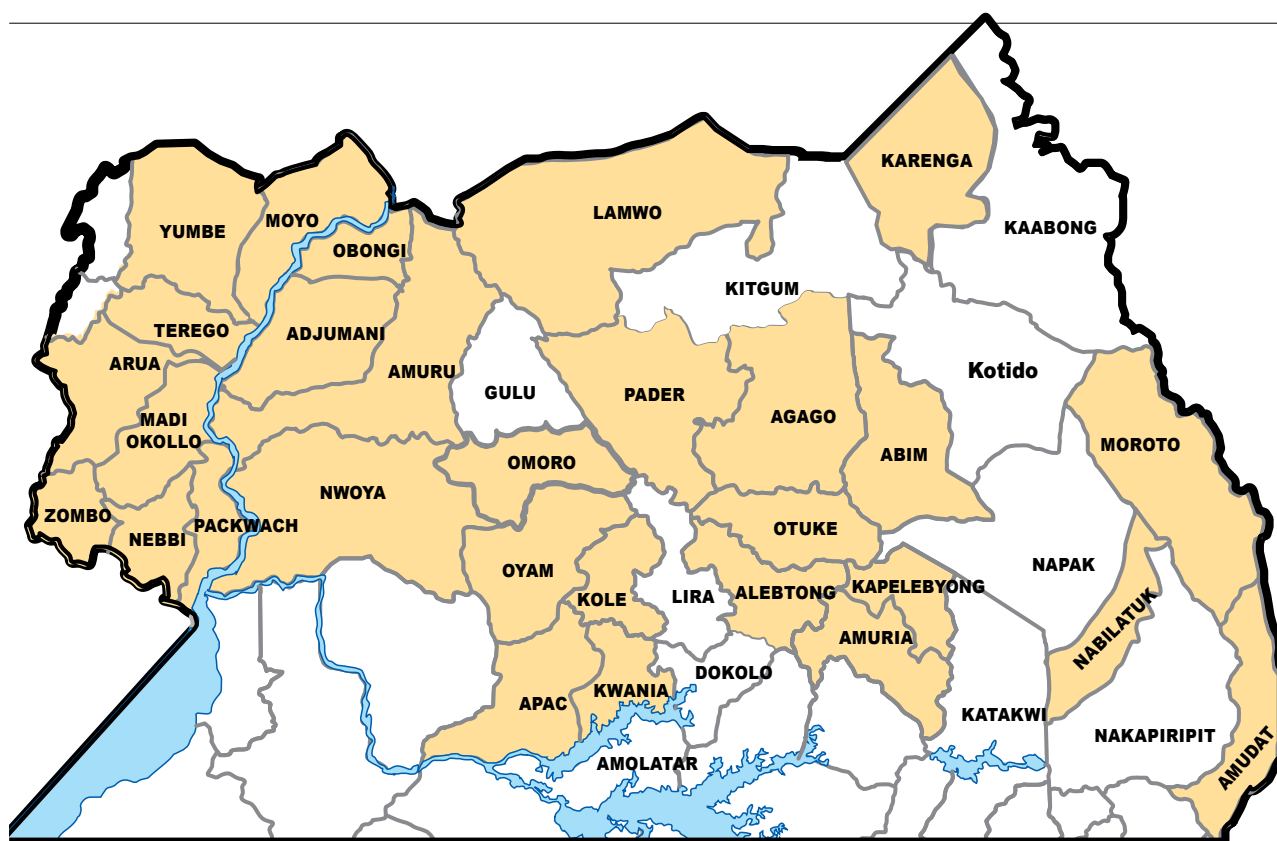 KARENGA
LAMWO
MOYO
YUMBE
KAABONG
OBONGI
KITGUM
TEREGO
ADJUMANI
ARUA
AMURU
Kotido
GULU
PADER
AGAGO
MADI
OKOLLO
MOROTO
ABIM
OMORO
NWOYA
ZOMBO
PACKWACH
OTUKE
NEBBI
NAPAK
OYAM
KAPELEBYONG
ALEBTONG
LIRA
KOLE
NABILATUK
AMURIA
DOKOLO
KWANIA
APAC
KATAKWI
NAKAPIRIPIT
AMOLATAR
AMUDAT